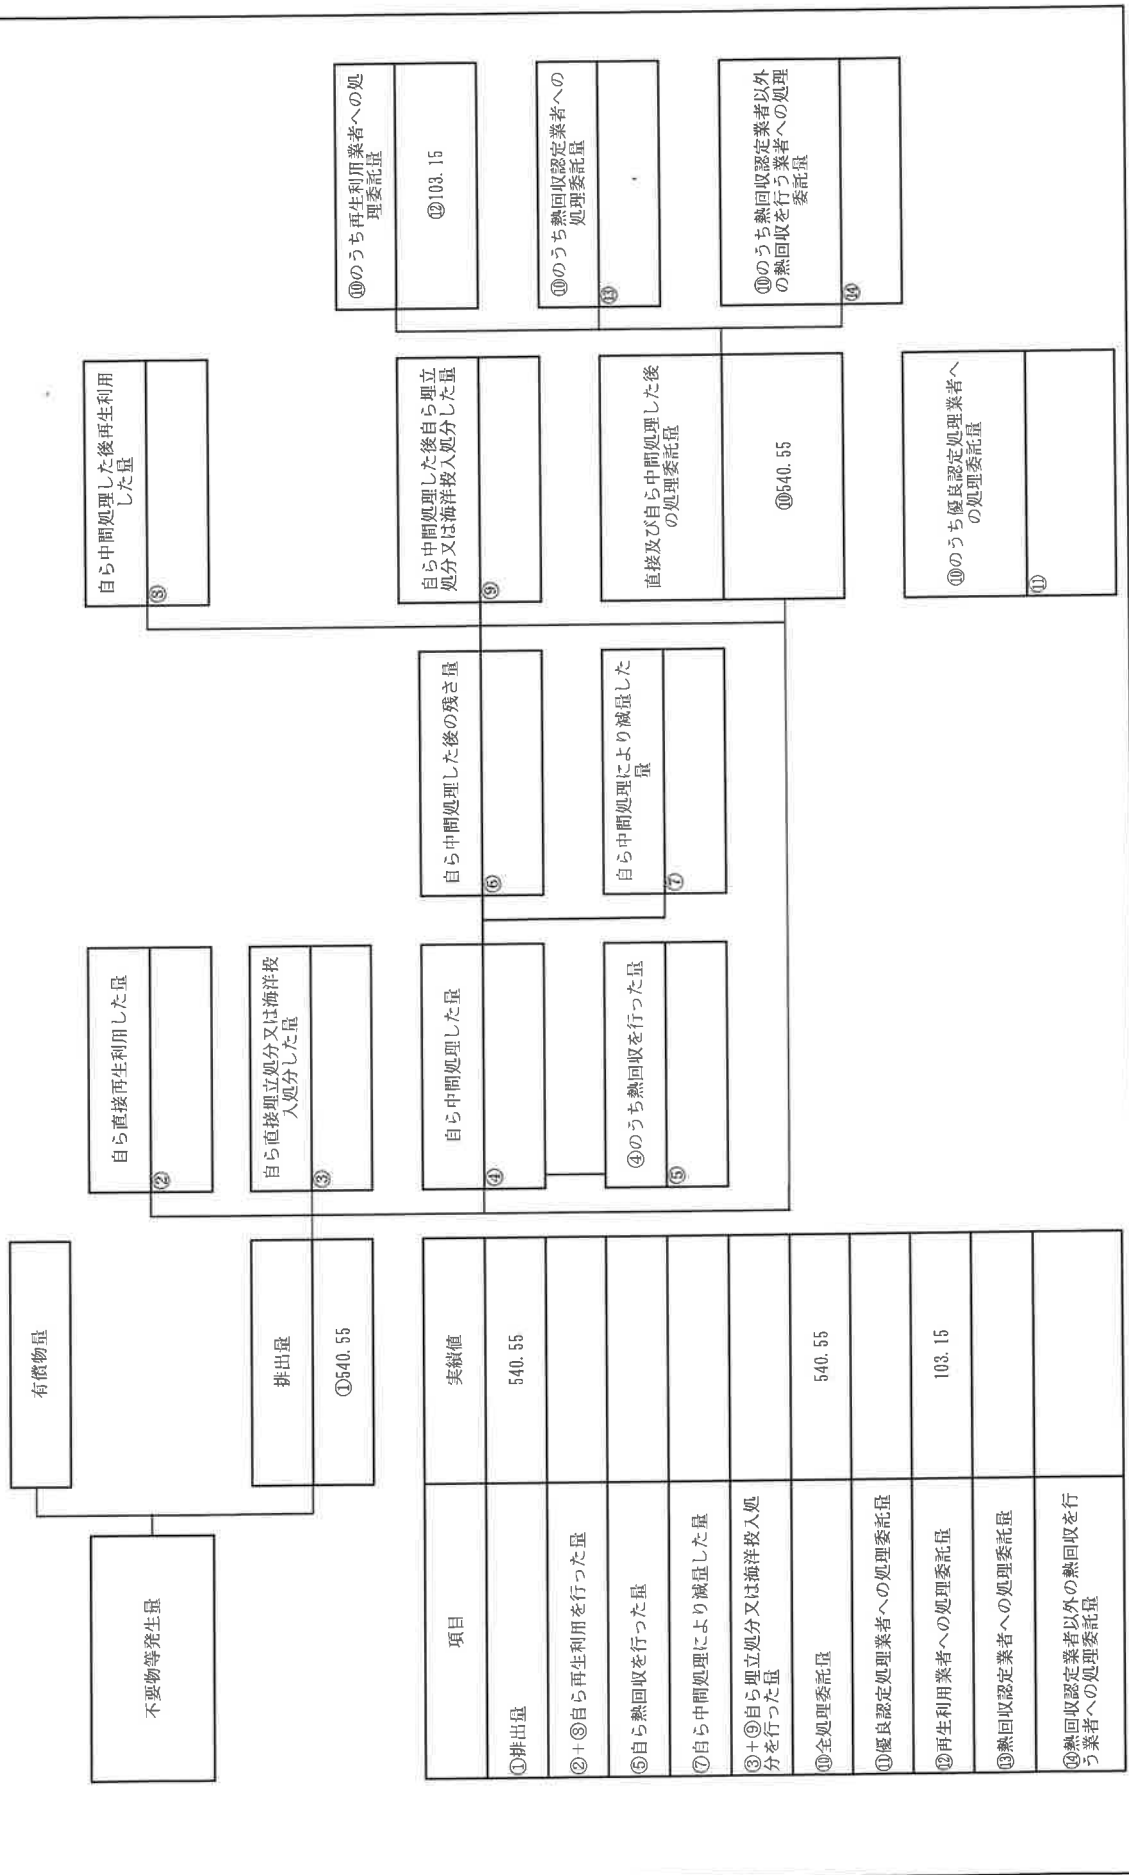 不要物等発生量
有償物量
排出量
①540.55
自ら直接再生利用した量
②
自ら直接埋立処分又は海洋投
入処分した量
③
自ら中間処理した量
④
④のうち熱回収を行った量
⑤
自ら中間処理した後の残さ量
⑥
自ら中間処理により減量した
量
⑦
自ら中間処理した後再生利用
した量
⑧
自ら中間処理した後自ら埋立
処分又は海洋投入処分した量
⑨
直接及び自ら中間処理した後
の処理委託量
⑩540.55
⑩のうち優良認定処理業者へ
の処理委託量
⑪
⑩のうち再生利用業者への処
理委託量
⑫103.15
⑩のうち熱回収認定業者への
処理委託量
⑬
⑩のうち熱回収認定業者以外
の熱回収を行う業者への処理
委託量
⑭
項目
実績値
①排出量
540.55
②+⑧自ら再生利用を行った量
⑤自ら熱回収を行った量
⑦自ら中間処理により減量した量
③+⑨自ら埋立処分又は海洋投入処
分を行った量
⑩全処理委託量
540.55
⑪優良認定処理業者への処理委託量
⑫再生利用業者への処理委託量
103.15
⑬熱回収認定業者への処理委託量
⑭熱回収認定業者以外の熱回収を行
う業者への処理委託量